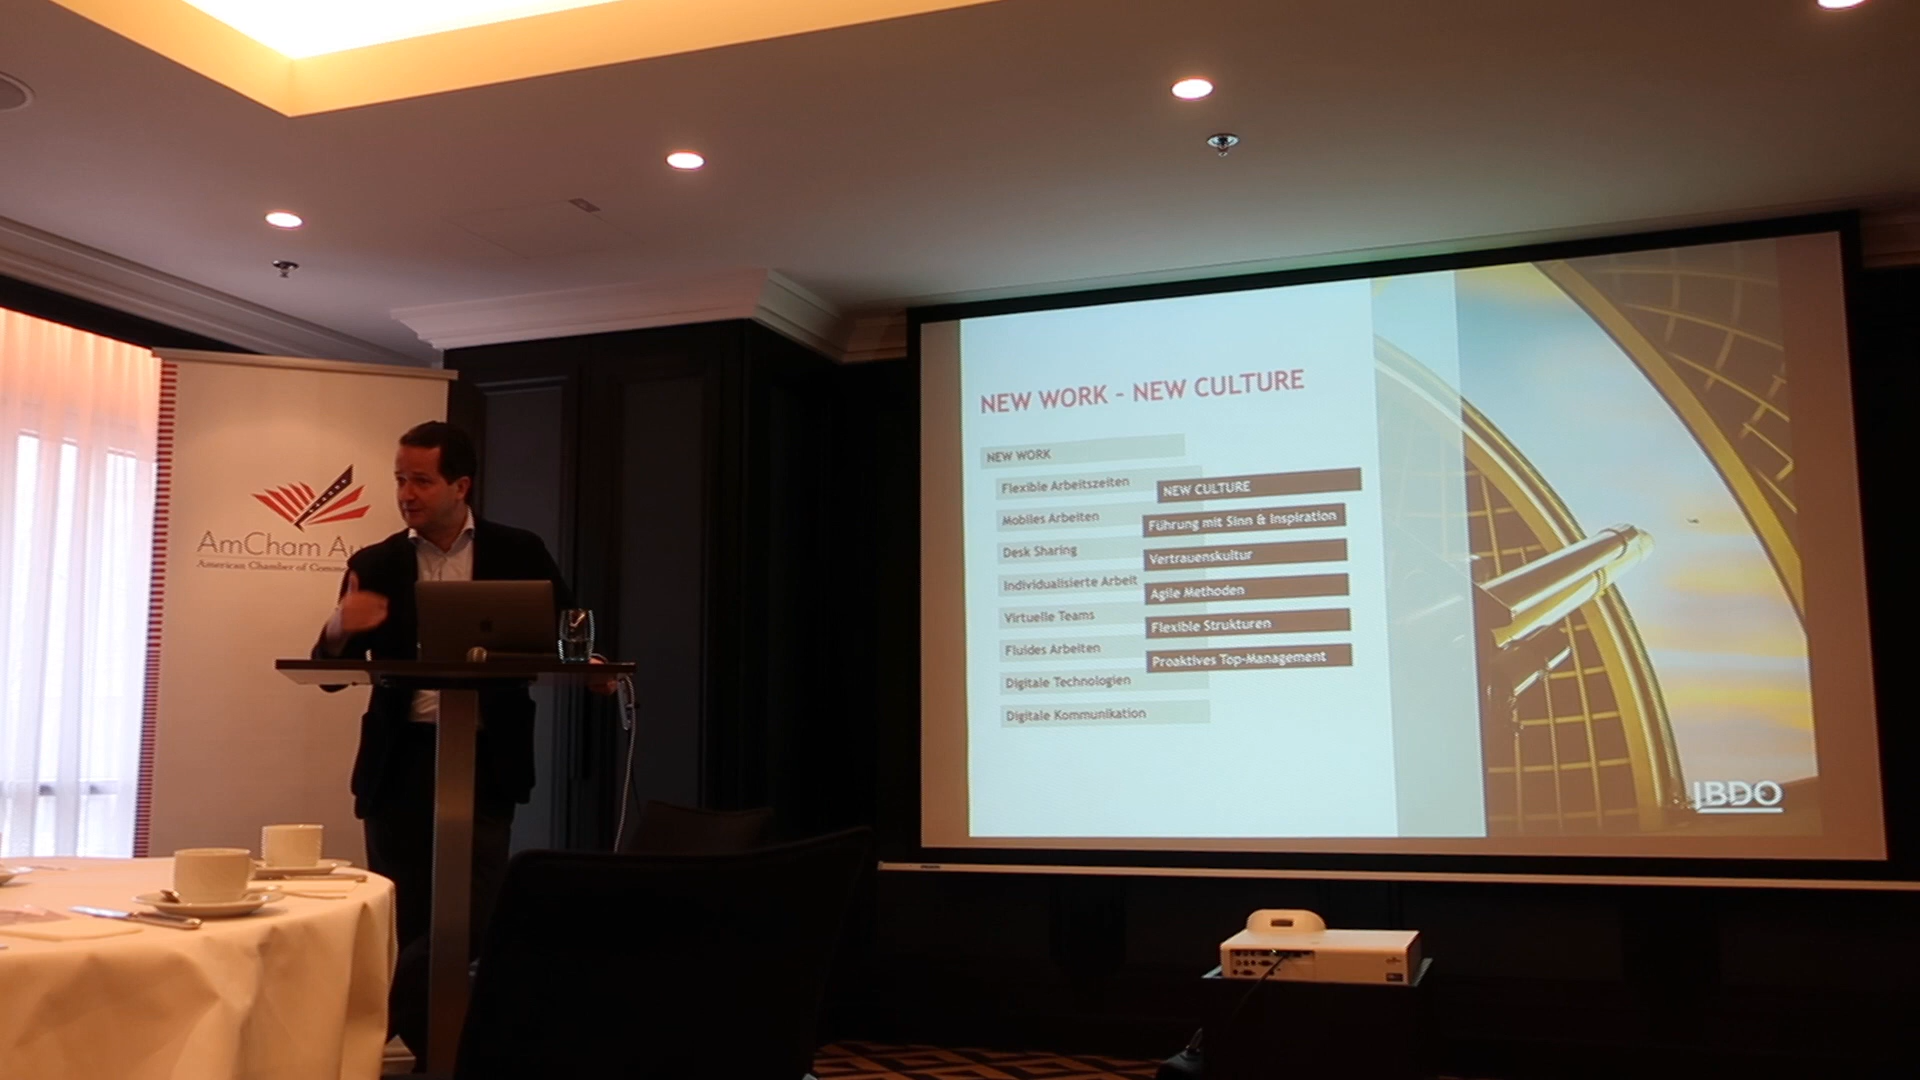 AmCham Au
American Chamber of Comme
NEW WORK – NEW CULTURE
NEW WORK
Flexible Arbeitszeiten
Mobiles Arbeiten
Desk Sharing
Individualisierte Arbeit
Virtuelle Teams
Fluides Arbeiten
Digitale Technologien
Digitale Kommunikation
NEW CULTURE
Führung mit Sinn & Inspiration
Vertrauenskultur
Agile Methoden
Flexible Strukturen
Proaktives Top-Management
BDO